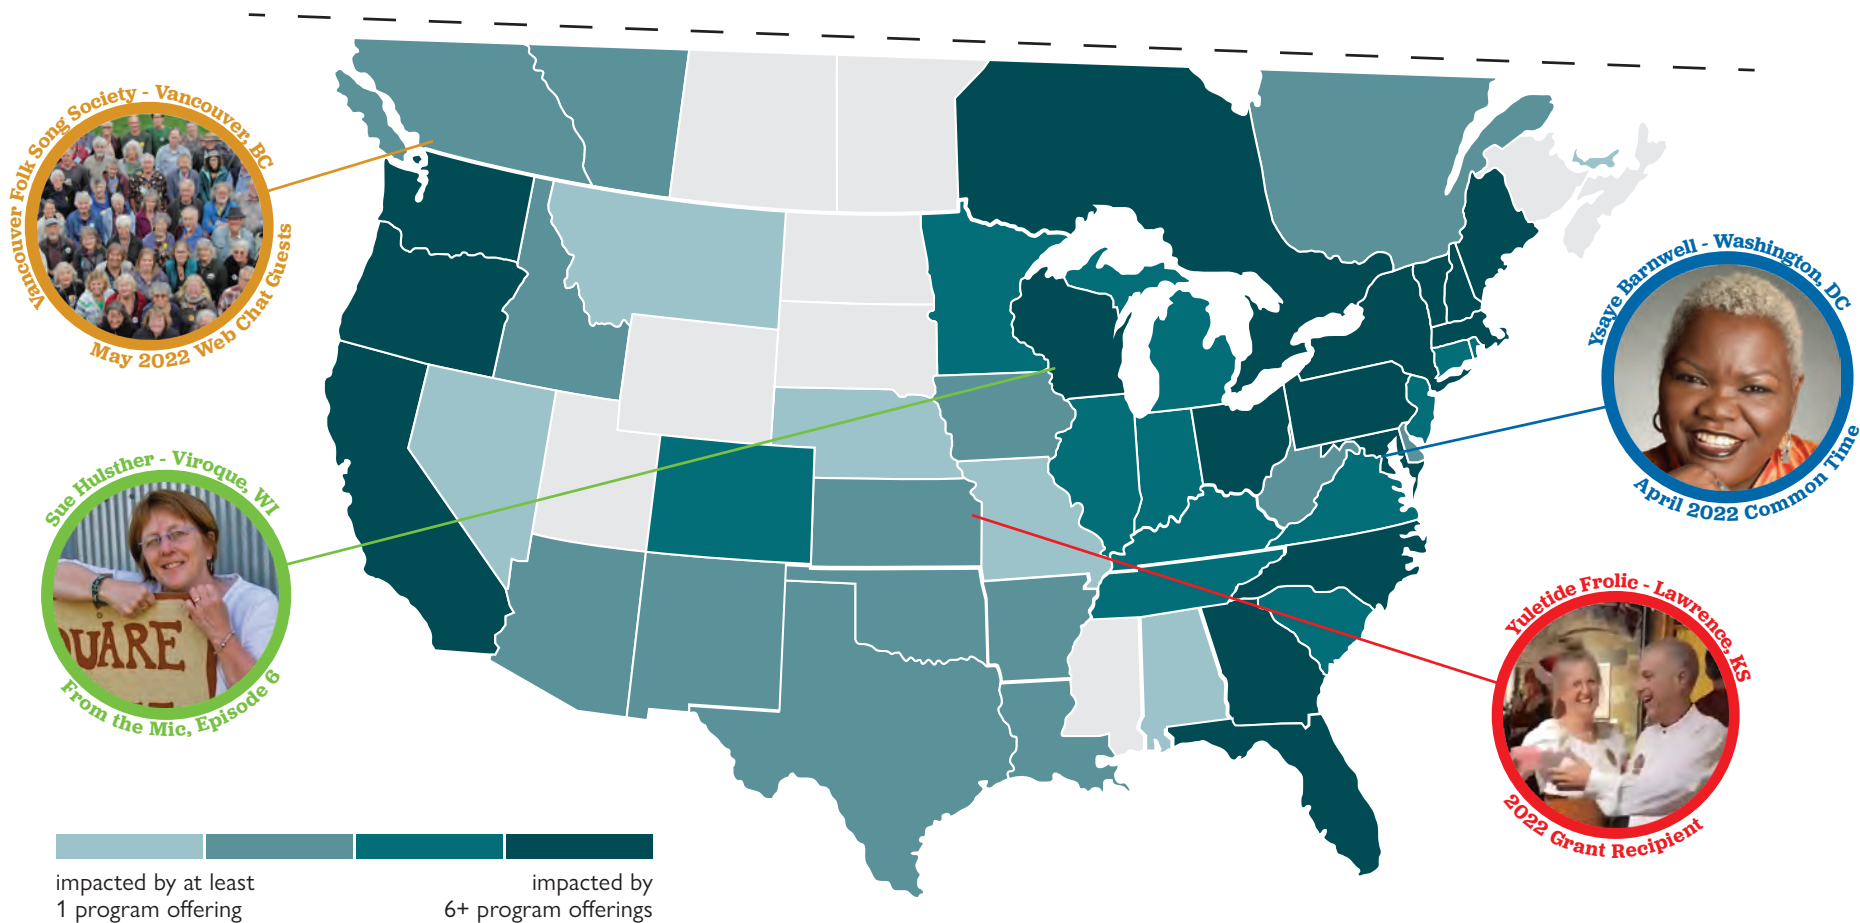 Vancouver Folk Song Society - Vancouver, BC
May 2022 Web Chat Guests
Ysaye Barnwell - Washington, DC
April 2022 Common Time
Sue Hulsther - Viroque, WI
QUARE
From the Mic, Episode 6
Yuletide Frolic - Lawrence, KS
2022 Grant Recipient
impacted by at least
1 program offering
impacted by
6+ program offerings